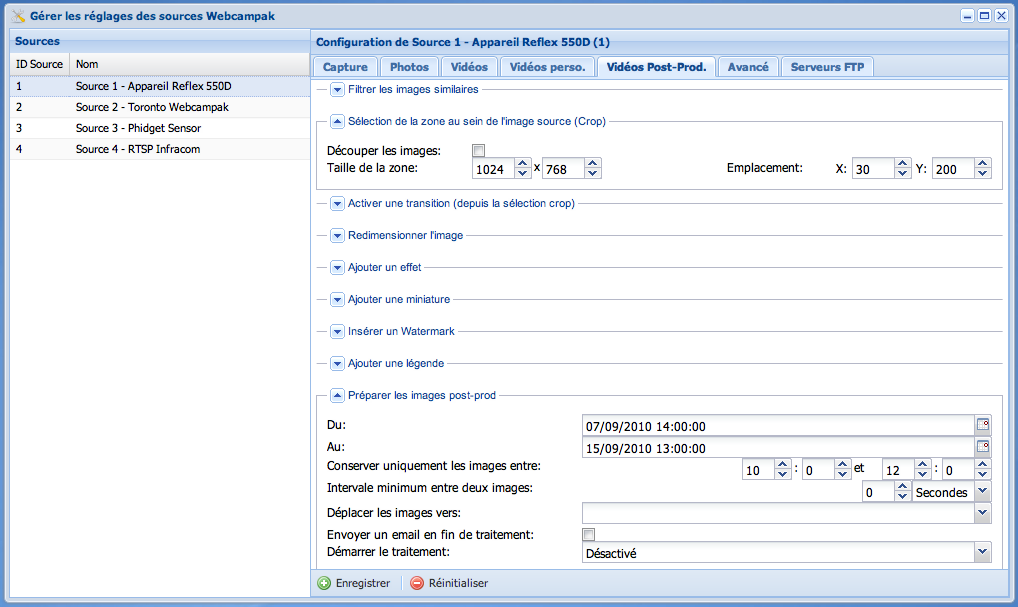 Gérer les réglages des sources Webcampak
Sources
ID Source Nom
1 Source 1 - Appareil Reflex 550D
2 Source 2 - Toronto Webcampak
3 Source 3 - Phidget Sensor
4 Source 4 - RTSP Infracom
Configuration de Source 1 - Appareil Reflex 550D (1)
Capture Photos Vidéos Vidéos perso. Vidéos Post-Prod. Avancé Serveurs FTP
Filtrer les images similaires
Sélection de la zone au sein de l'image source (Crop)
Découper les images:
Taille de la zone: 1024 x 768 Emplacement: X: 30 Y: 200
Activer une transition (depuis la sélection crop)
Redimensionner l'image
Ajouter un effet
Ajouter une miniature
Insérer un Watermark
Ajouter une légende
Préparer les images post-prod
Du: 07/09/2010 14:00:00
Au: 15/09/2010 13:00:00
Conserver uniquement les images entre: 10 : 0 et 12 : 0
Intervale minimum entre deux images: 0 Secondes
Déplacer les images vers:
Envoyer un email en fin de traitement:
Démarrer le traitement: Désactivé
Enregistrer Réinitialiser